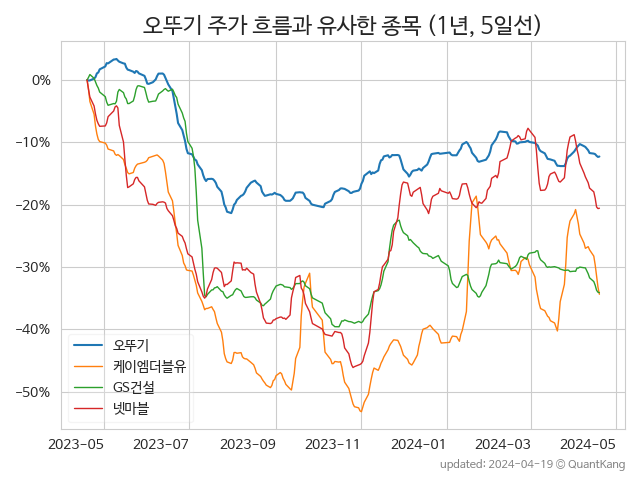 오뚜기 주가 흐름과 유사한 종목 (1년, 5일선)
0%
−10%
−20%
−30%
−40%
−50%
오뚜기
케이엠더블유
GS건설
넷마블
2023-05
2023-07
2023-09
2023-11
2024-01
2024-03
2024-05
updated: 2024-04-19 © QuantKang